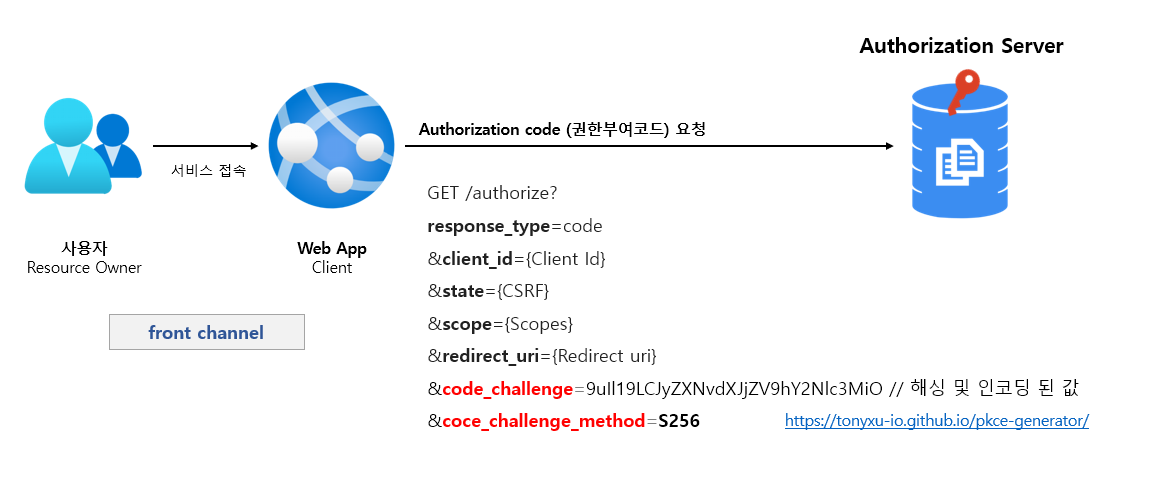 Authorization Server
Authorization code (권한부여코드) 요청
서비스 접속
사용자
Resource Owner
Web App
Client
front channel
GET /authorize?
response_type=code
&client_id={Client Id}
&state={CSRF}
&scope={Scopes}
&redirect_uri={Redirect uri}
&code_challenge=9uIl19LCJyZXNvdXJjZV9hY2Nlc3MiO // 해싱 및 인코딩 된 값
&coce_challenge_method=S256
https://tonyxu-io.github.io/pkce-generator/